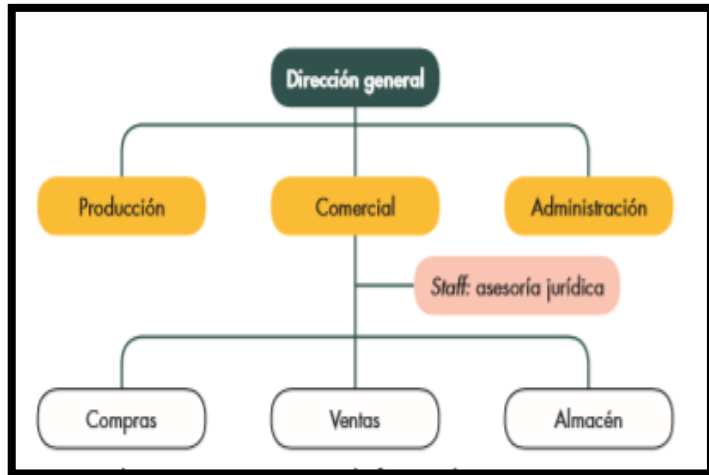 Dirección general
Producción
Comercial
Administración
Staff: asesoría jurídica
Compras
Ventas
Almacén